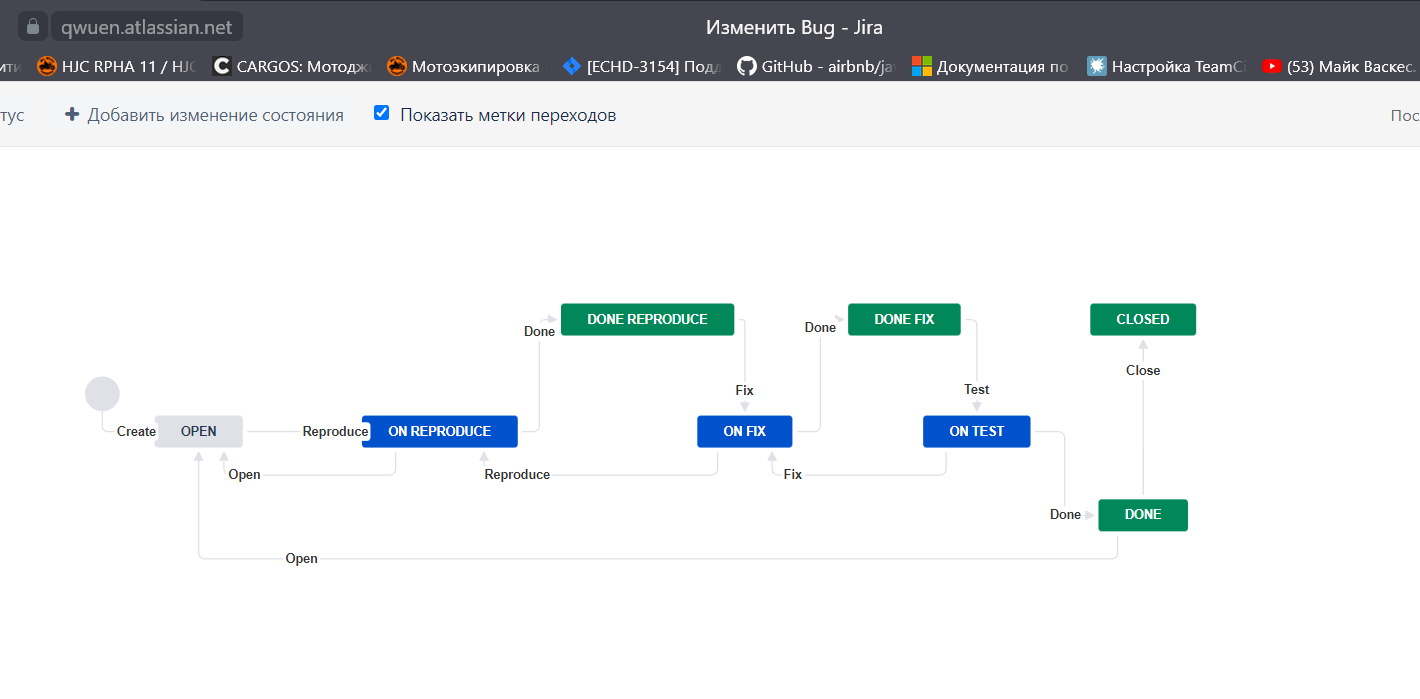 qwuen.atlassian.net
Изменить Bug - Jira
HJC RPHA 11 / HJC
CARGOS: Мотодж
Мотоэкипировка
[ECHD-3154] Подд
GitHub - airbnb/ja
Документация по
Настройка TeamCi
(53) Майк Васкес.
тус
Добавить изменение состояния
Показать метки переходов
Пос
DONE REPRODUCE
DONE FIX
CLOSED
Done
Done
Close
Fix
Test
Create
OPEN
Reproduce
ON REPRODUCE
ON FIX
ON TEST
Open
Reproduce
Fix
Done
DONE
Open